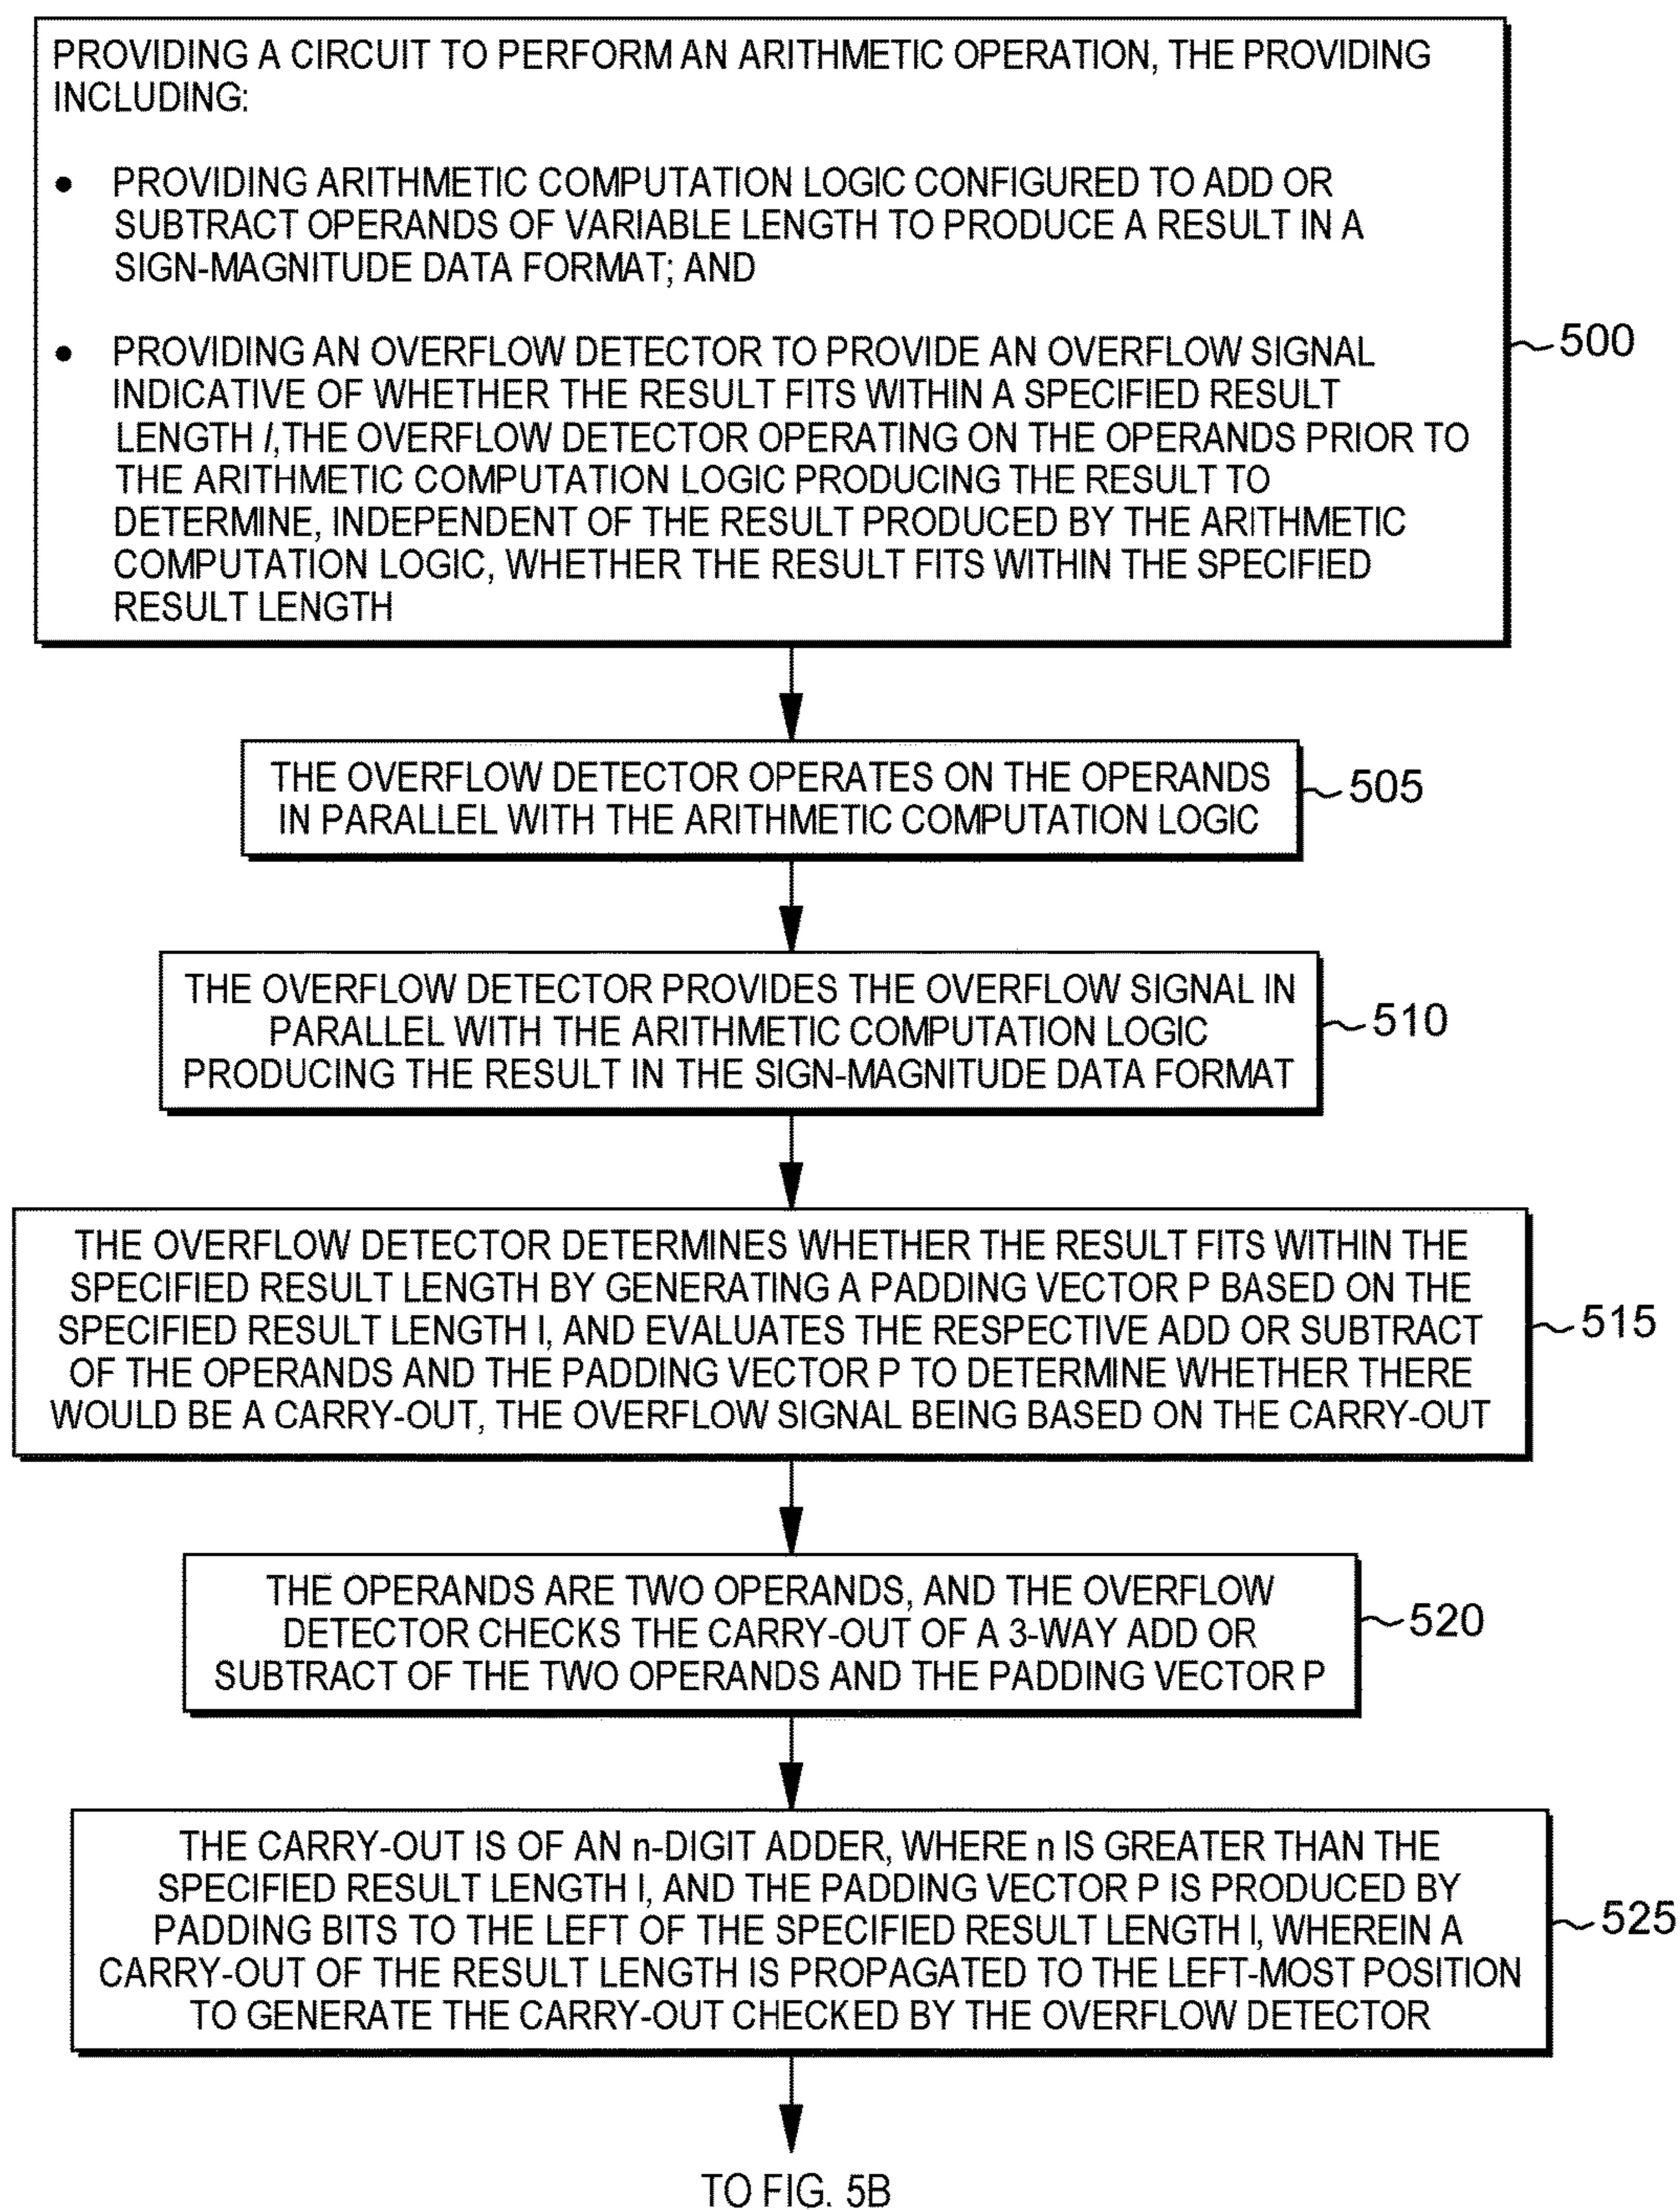 PROVIDING A CIRCUIT TO PERFORM AN ARITHMETIC OPERATION, THE PROVIDING
INCLUDING:
• PROVIDING ARITHMETIC COMPUTATION LOGIC CONFIGURED TO ADD OR
SUBTRACT OPERANDS OF VARIABLE LENGTH TO PRODUCE A RESULT IN A
SIGN-MAGNITUDE DATA FORMAT; AND
• PROVIDING AN OVERFLOW DETECTOR TO PROVIDE AN OVERFLOW SIGNAL
INDICATIVE OF WHETHER THE RESULT FITS WITHIN A SPECIFIED RESULT
LENGTH l, THE OVERFLOW DETECTOR OPERATING ON THE OPERANDS PRIOR TO
THE ARITHMETIC COMPUTATION LOGIC PRODUCING THE RESULT TO
DETERMINE, INDEPENDENT OF THE RESULT PRODUCED BY THE ARITHMETIC
COMPUTATION LOGIC, WHETHER THE RESULT FITS WITHIN THE SPECIFIED
RESULT LENGTH
500
THE OVERFLOW DETECTOR OPERATES ON THE OPERANDS
IN PARALLEL WITH THE ARITHMETIC COMPUTATION LOGIC
505
THE OVERFLOW DETECTOR PROVIDES THE OVERFLOW SIGNAL IN
PARALLEL WITH THE ARITHMETIC COMPUTATION LOGIC
PRODUCING THE RESULT IN THE SIGN-MAGNITUDE DATA FORMAT
510
THE OVERFLOW DETECTOR DETERMINES WHETHER THE RESULT FITS WITHIN THE
SPECIFIED RESULT LENGTH BY GENERATING A PADDING VECTOR P BASED ON THE
SPECIFIED RESULT LENGTH l, AND EVALUATES THE RESPECTIVE ADD OR SUBTRACT
OF THE OPERANDS AND THE PADDING VECTOR P TO DETERMINE WHETHER THERE
WOULD BE A CARRY-OUT, THE OVERFLOW SIGNAL BEING BASED ON THE CARRY-OUT
515
THE OPERANDS ARE TWO OPERANDS, AND THE OVERFLOW
DETECTOR CHECKS THE CARRY-OUT OF A 3-WAY ADD OR
SUBTRACT OF THE TWO OPERANDS AND THE PADDING VECTOR P
520
THE CARRY-OUT IS OF AN n-DIGIT ADDER, WHERE n IS GREATER THAN THE
SPECIFIED RESULT LENGTH l, AND THE PADDING VECTOR P IS PRODUCED BY
PADDING BITS TO THE LEFT OF THE SPECIFIED RESULT LENGTH l, WHEREIN A
CARRY-OUT OF THE RESULT LENGTH IS PROPAGATED TO THE LEFT-MOST POSITION
TO GENERATE THE CARRY-OUT CHECKED BY THE OVERFLOW DETECTOR
525
TO FIG. 5B